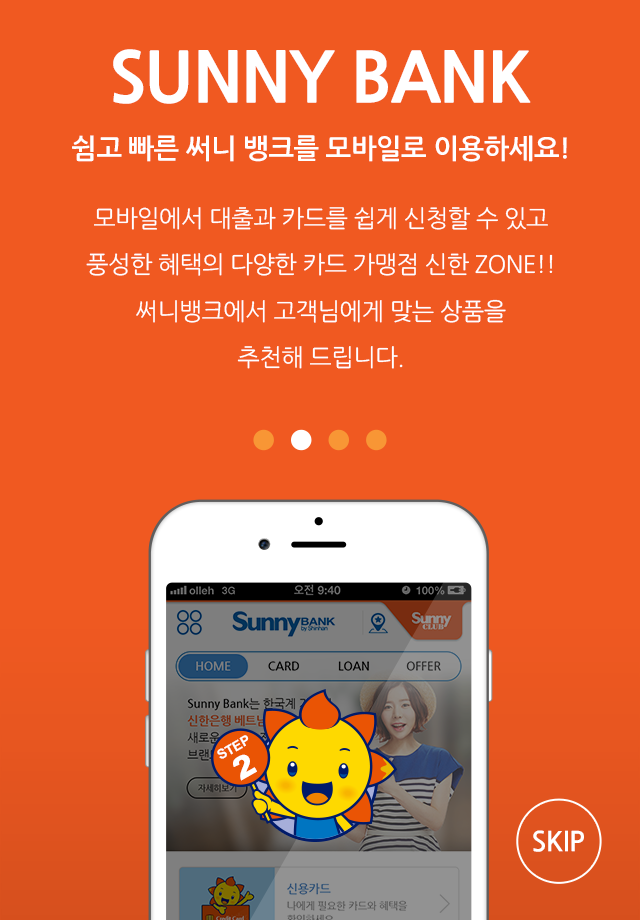 SUNNY BANK
쉽고 빠른 써니 뱅크를 모바일로 이용하세요!
모바일에서 대출과 카드를 쉽게 신청할 수 있고
풍성한 혜택의 다양한 카드 가맹점 신한 ZONE!!
써니뱅크에서 고객님에게 맞는 상품을
추천해 드립니다.
olleh 3G 오전 9:40 100%
Sunny BANK
by Shinhan
Sunny
CLUB
HOME CARD LOAN OFFER
Sunny Bank는 한국계
신한은행 베트남
새로운
브랜
자세히보기
STEP
2
SKIP
신용카드
나에게 필요한 카드와 혜택을
확인하세요
Credit Card